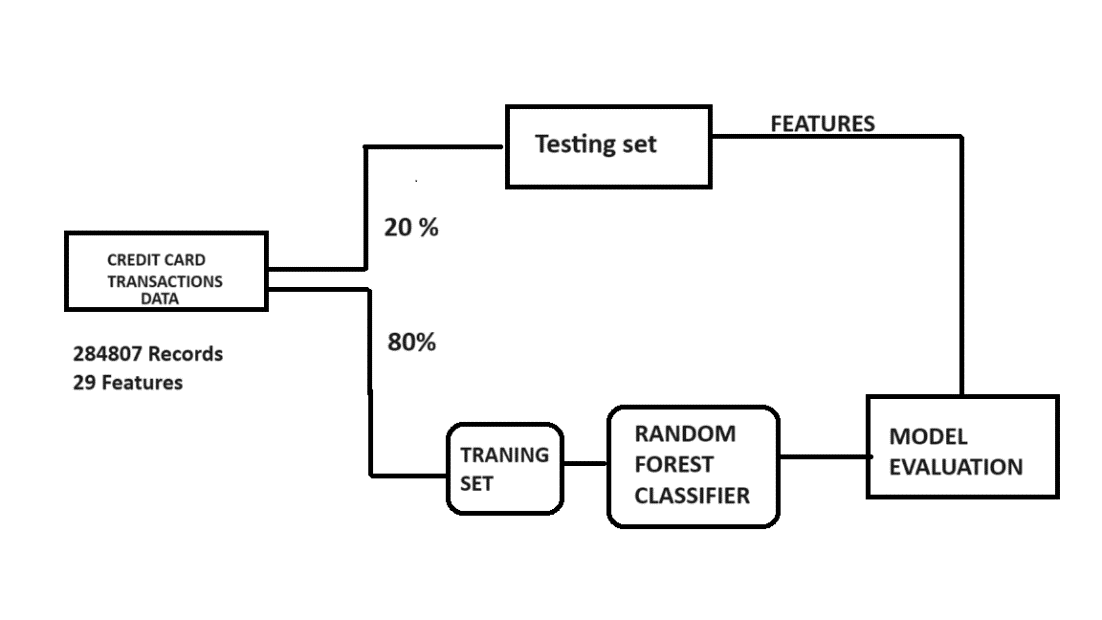 Testing set
FEATURES
20 %
CREDIT CARD
TRANSACTIONS
DATA
284807 Records
29 Features
80%
TRANING
SET
RANDOM
FOREST
CLASSIFIER
MODEL
EVALUATION